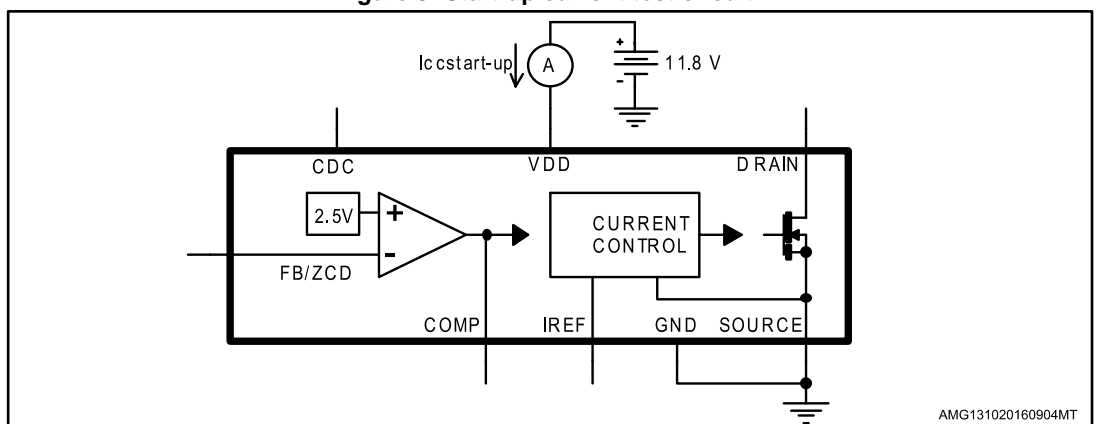 Iccstart-up
A
+
-
11.8 V
CDC
VDD
DRAIN
2.5V
+
-
CURRENT
CONTROL
FB/ZCD
COMP
IREF
GND
SOURCE
AMG131020160904MT